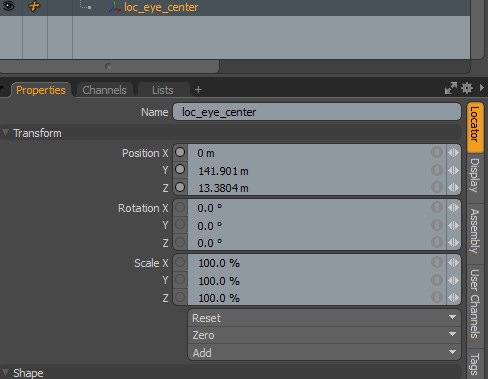 loc_eye_center
Properties Channels Lists +
Name loc_eye_center
Transform
Position X 0 m
Y 141.901 m
Z 13.3804 m
Rotation X 0.0 °
Y 0.0 °
Z 0.0 °
Scale X 100.0 %
Y 100.0 %
Z 100.0 %
Reset
Zero
Add
Shape
Locator
Display
Assembly
User Channels
Tags